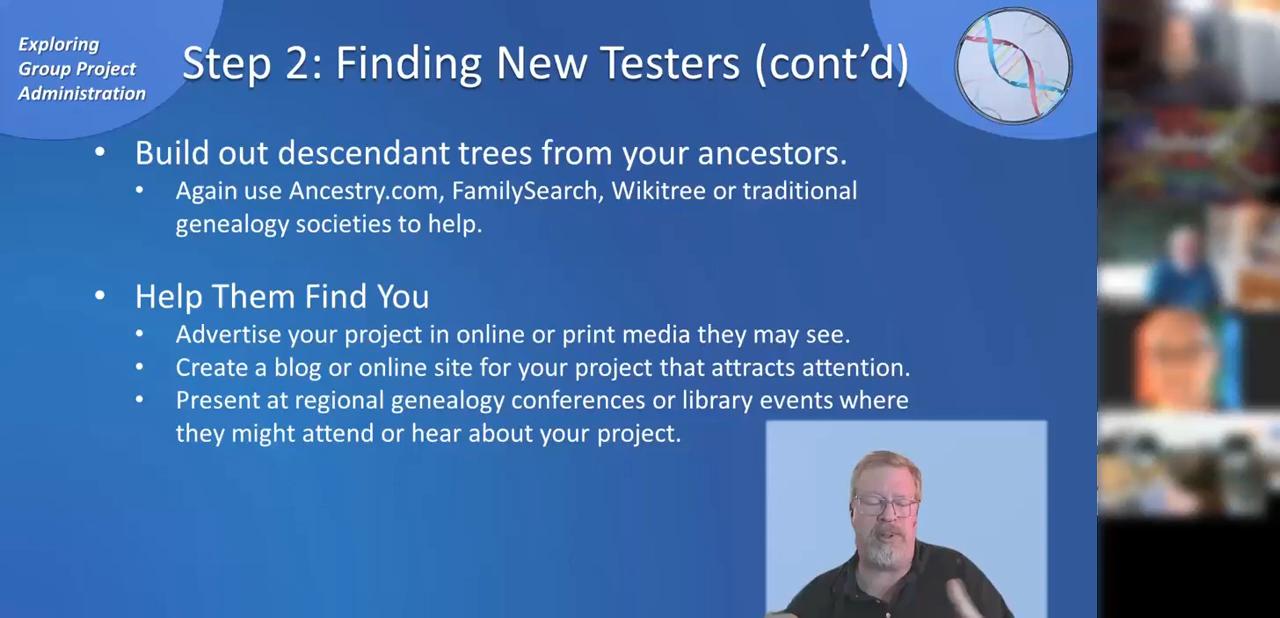 Exploring
Group Project
Administration
Step 2: Finding New Testers (cont’d)
• Build out descendant trees from your ancestors.
• Again use Ancestry.com, FamilySearch, Wikitree or traditional
genealogy societies to help.
• Help Them Find You
• Advertise your project in online or print media they may see.
• Create a blog or online site for your project that attracts attention.
• Present at regional genealogy conferences or library events where
they might attend or hear about your project.